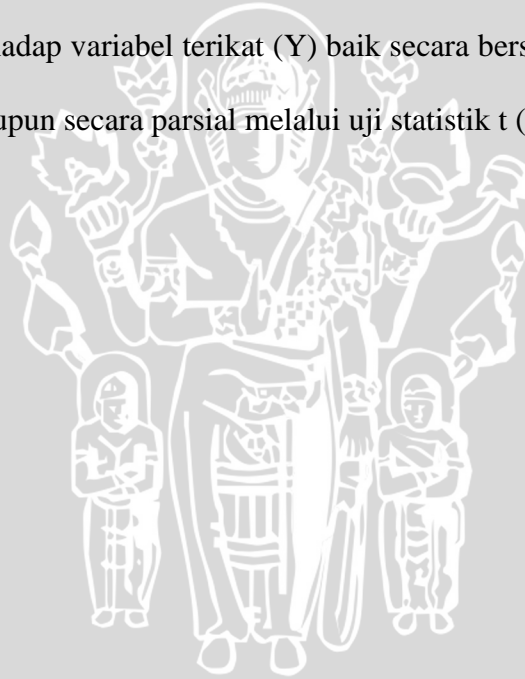 adap variabel terikat (Y) baik secara bers
upun secara parsial melalui uji statistik t (